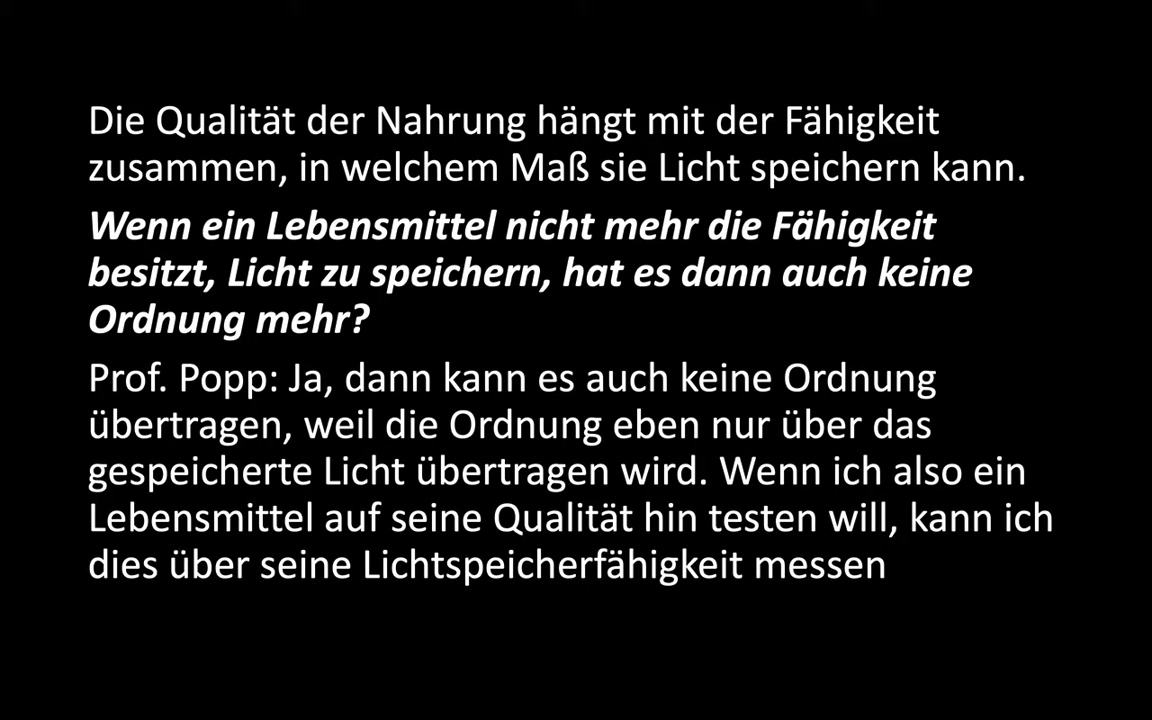 Die Qualität der Nahrung hängt mit der Fähigkeit
zusammen, in welchem Maß sie Licht speichern kann.
Wenn ein Lebensmittel nicht mehr die Fähigkeit
besitzt, Licht zu speichern, hat es dann auch keine
Ordnung mehr?
Prof. Popp: Ja, dann kann es auch keine Ordnung
übertragen, weil die Ordnung eben nur über das
gespeicherte Licht übertragen wird. Wenn ich also ein
Lebensmittel auf seine Qualität hin testen will, kann ich
dies über seine Lichtspeicherfähigkeit messen